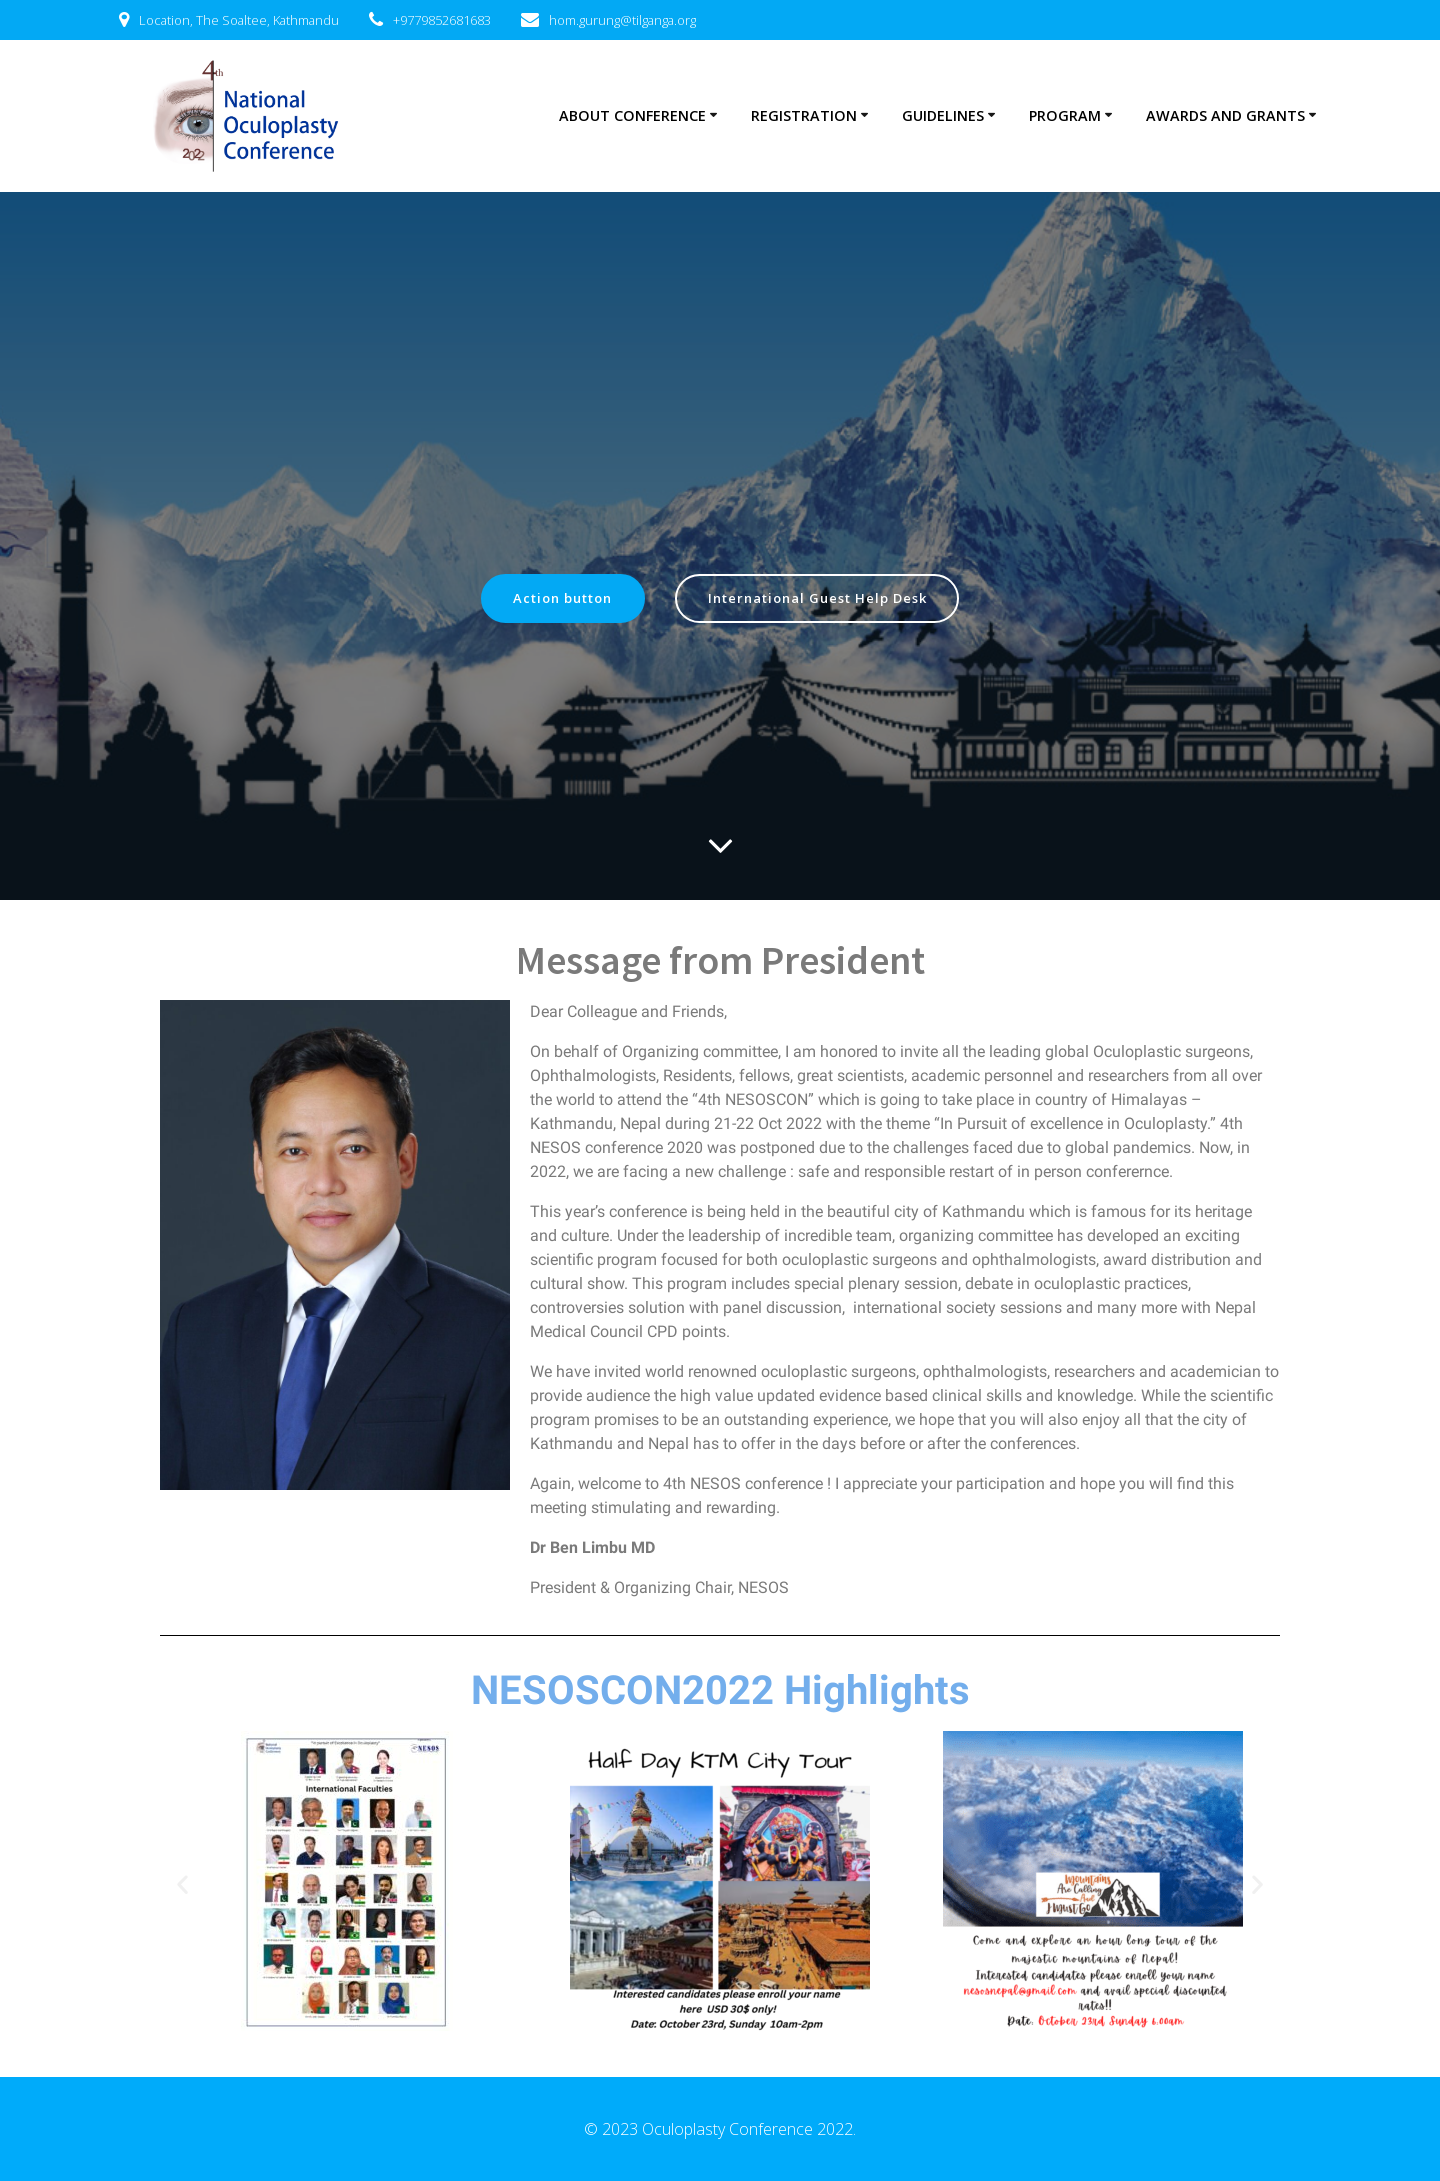 Location, The Soaltee, Kathmandu +9779852681683 hom.gurung@tilganga.org
4th
National
Oculoplasty
Conference
2022
ABOUT CONFERENCE REGISTRATION GUIDELINES PROGRAM AWARDS AND GRANTS
Action button International Guest Help Desk
Message from President
Dear Colleague and Friends,
On behalf of Organizing committee, I am honored to invite all the leading global Oculoplastic surgeons,
Ophthalmologists, Residents, fellows, great scientists, academic personnel and researchers from all over
the world to attend the “4th NESOSCON” which is going to take place in country of Himalayas –
Kathmandu, Nepal during 21-22 Oct 2022 with the theme “In Pursuit of excellence in Oculoplasty.” 4th
NESOS conference 2020 was postponed due to the challenges faced due to global pandemics. Now, in
2022, we are facing a new challenge : safe and responsible restart of in person conferernce.
This year’s conference is being held in the beautiful city of Kathmandu which is famous for its heritage
and culture. Under the leadership of incredible team, organizing committee has developed an exciting
scientific program focused for both oculoplastic surgeons and ophthalmologists, award distribution and
cultural show. This program includes special plenary session, debate in oculoplastic practices,
controversies solution with panel discussion,  international society sessions and many more with Nepal
Medical Council CPD points.
We have invited world renowned oculoplastic surgeons, ophthalmologists, researchers and academician to
provide audience the high value updated evidence based clinical skills and knowledge. While the scientific
program promises to be an outstanding experience, we hope that you will also enjoy all that the city of
Kathmandu and Nepal has to offer in the days before or after the conferences.
Again, welcome to 4th NESOS conference ! I appreciate your participation and hope you will find this
meeting stimulating and rewarding.
Dr Ben Limbu MD
President & Organizing Chair, NESOS
NESOSCON2022 Highlights
NESOS
International Faculties
Half Day KTM City Tour
Interested candidates please enroll your name
here USD 30$ only!
Date: October 23rd, Sunday 10am-2pm
Mountains
Are Calling
And
I Must Go
Come and explore an hour long tour of the
majestic mountains of Nepal!
Interested candidates please enroll your name
nesosnepal@gmail.com and avail special discounted
rates!!
Date: October 23rd Sunday 6.00am
© 2023 Oculoplasty Conference 2022.